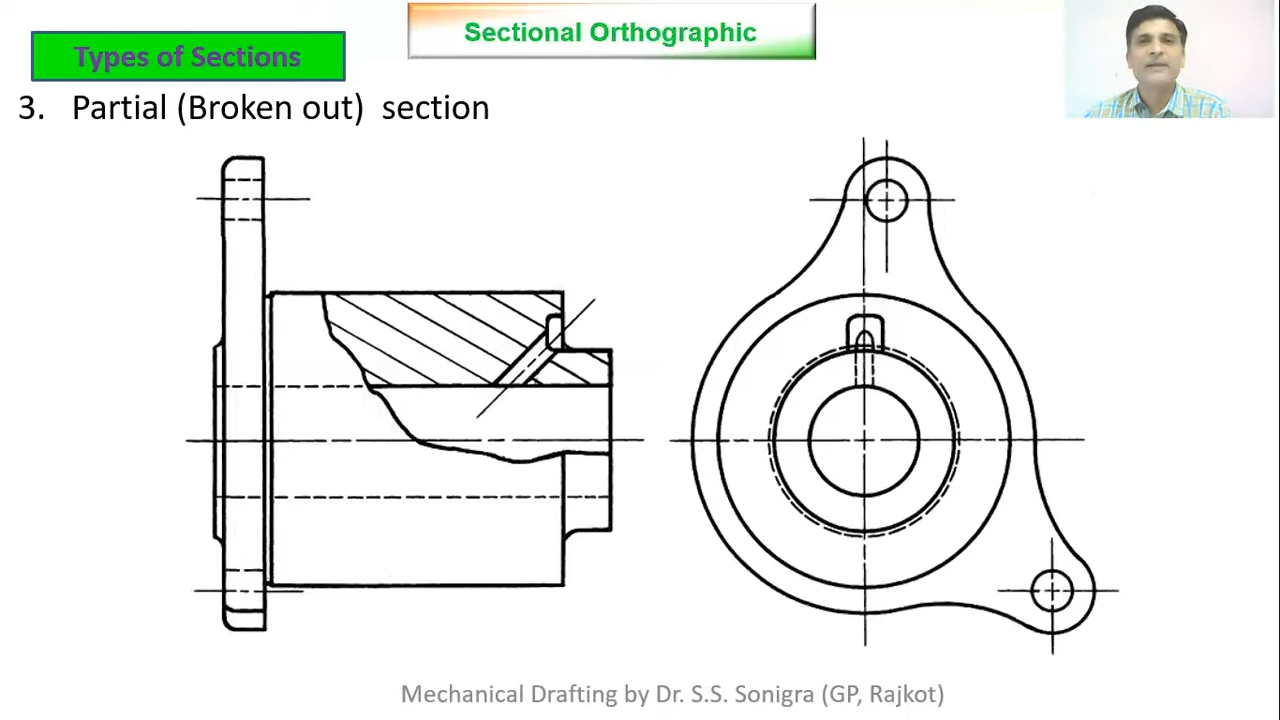 Sectional Orthographic
Types of Sections
3. Partial (Broken out) section
Mechanical Drafting by Dr. S.S. Sonigra (GP, Rajkot)